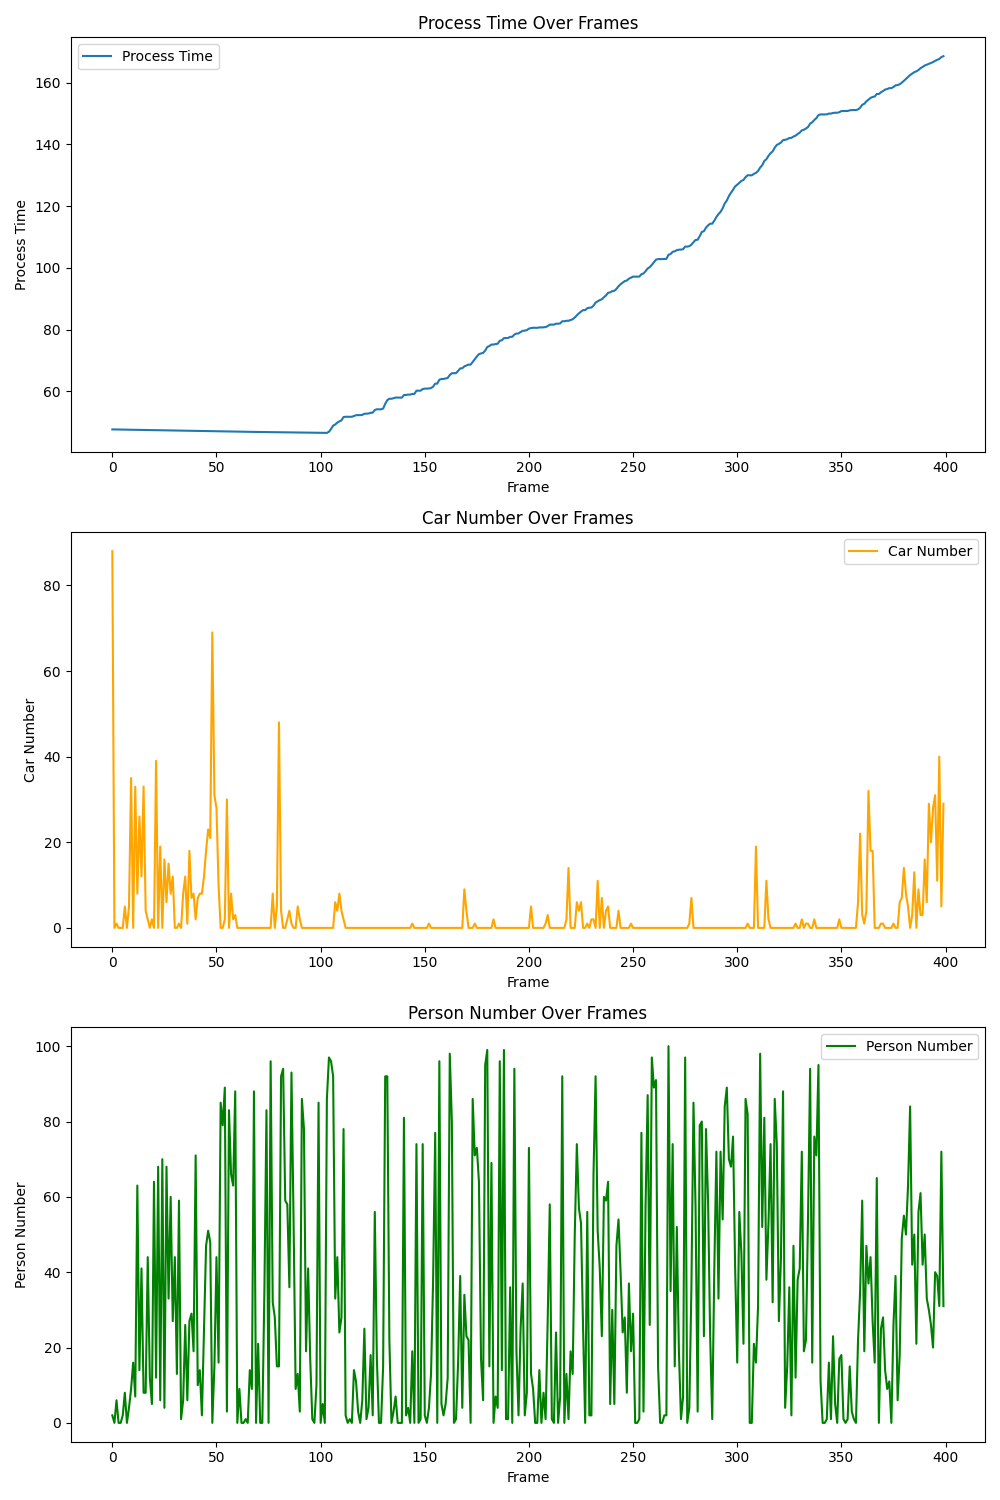 Process Time Over Frames
Process Time
160
140
120
100
80
60
Process Time
0 50 100 150 200 250 300 350 400
Frame
Car Number Over Frames
Car Number
80
60
40
20
0
Car Number
0 50 100 150 200 250 300 350 400
Frame
Person Number Over Frames
Person Number
100
80
60
40
20
0
Person Number
0 50 100 150 200 250 300 350 400
Frame